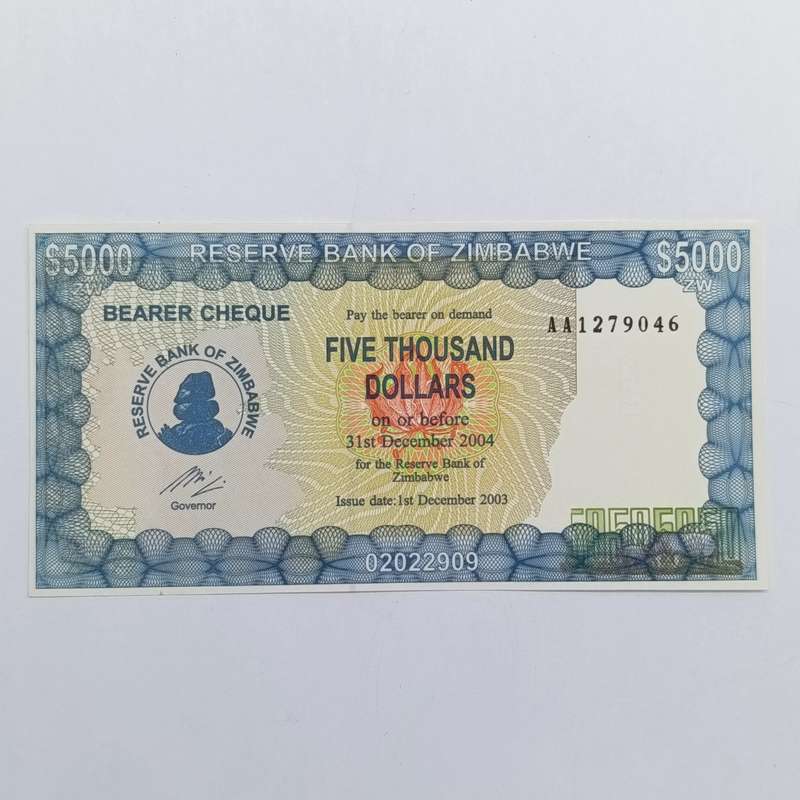 $5000 RESERVE BANK OF ZIMBABWE $5000
ZW ZW
BEARER CHEQUE
Pay the bearer on demand
AA1279046
FIVE THOUSAND
DOLLARS
on or before
31st December 2004
for the Reserve Bank of
Zimbabwe
Issue date:1st December 2003
RESERVE BANK OF ZIMBABWE
Governor
02022909